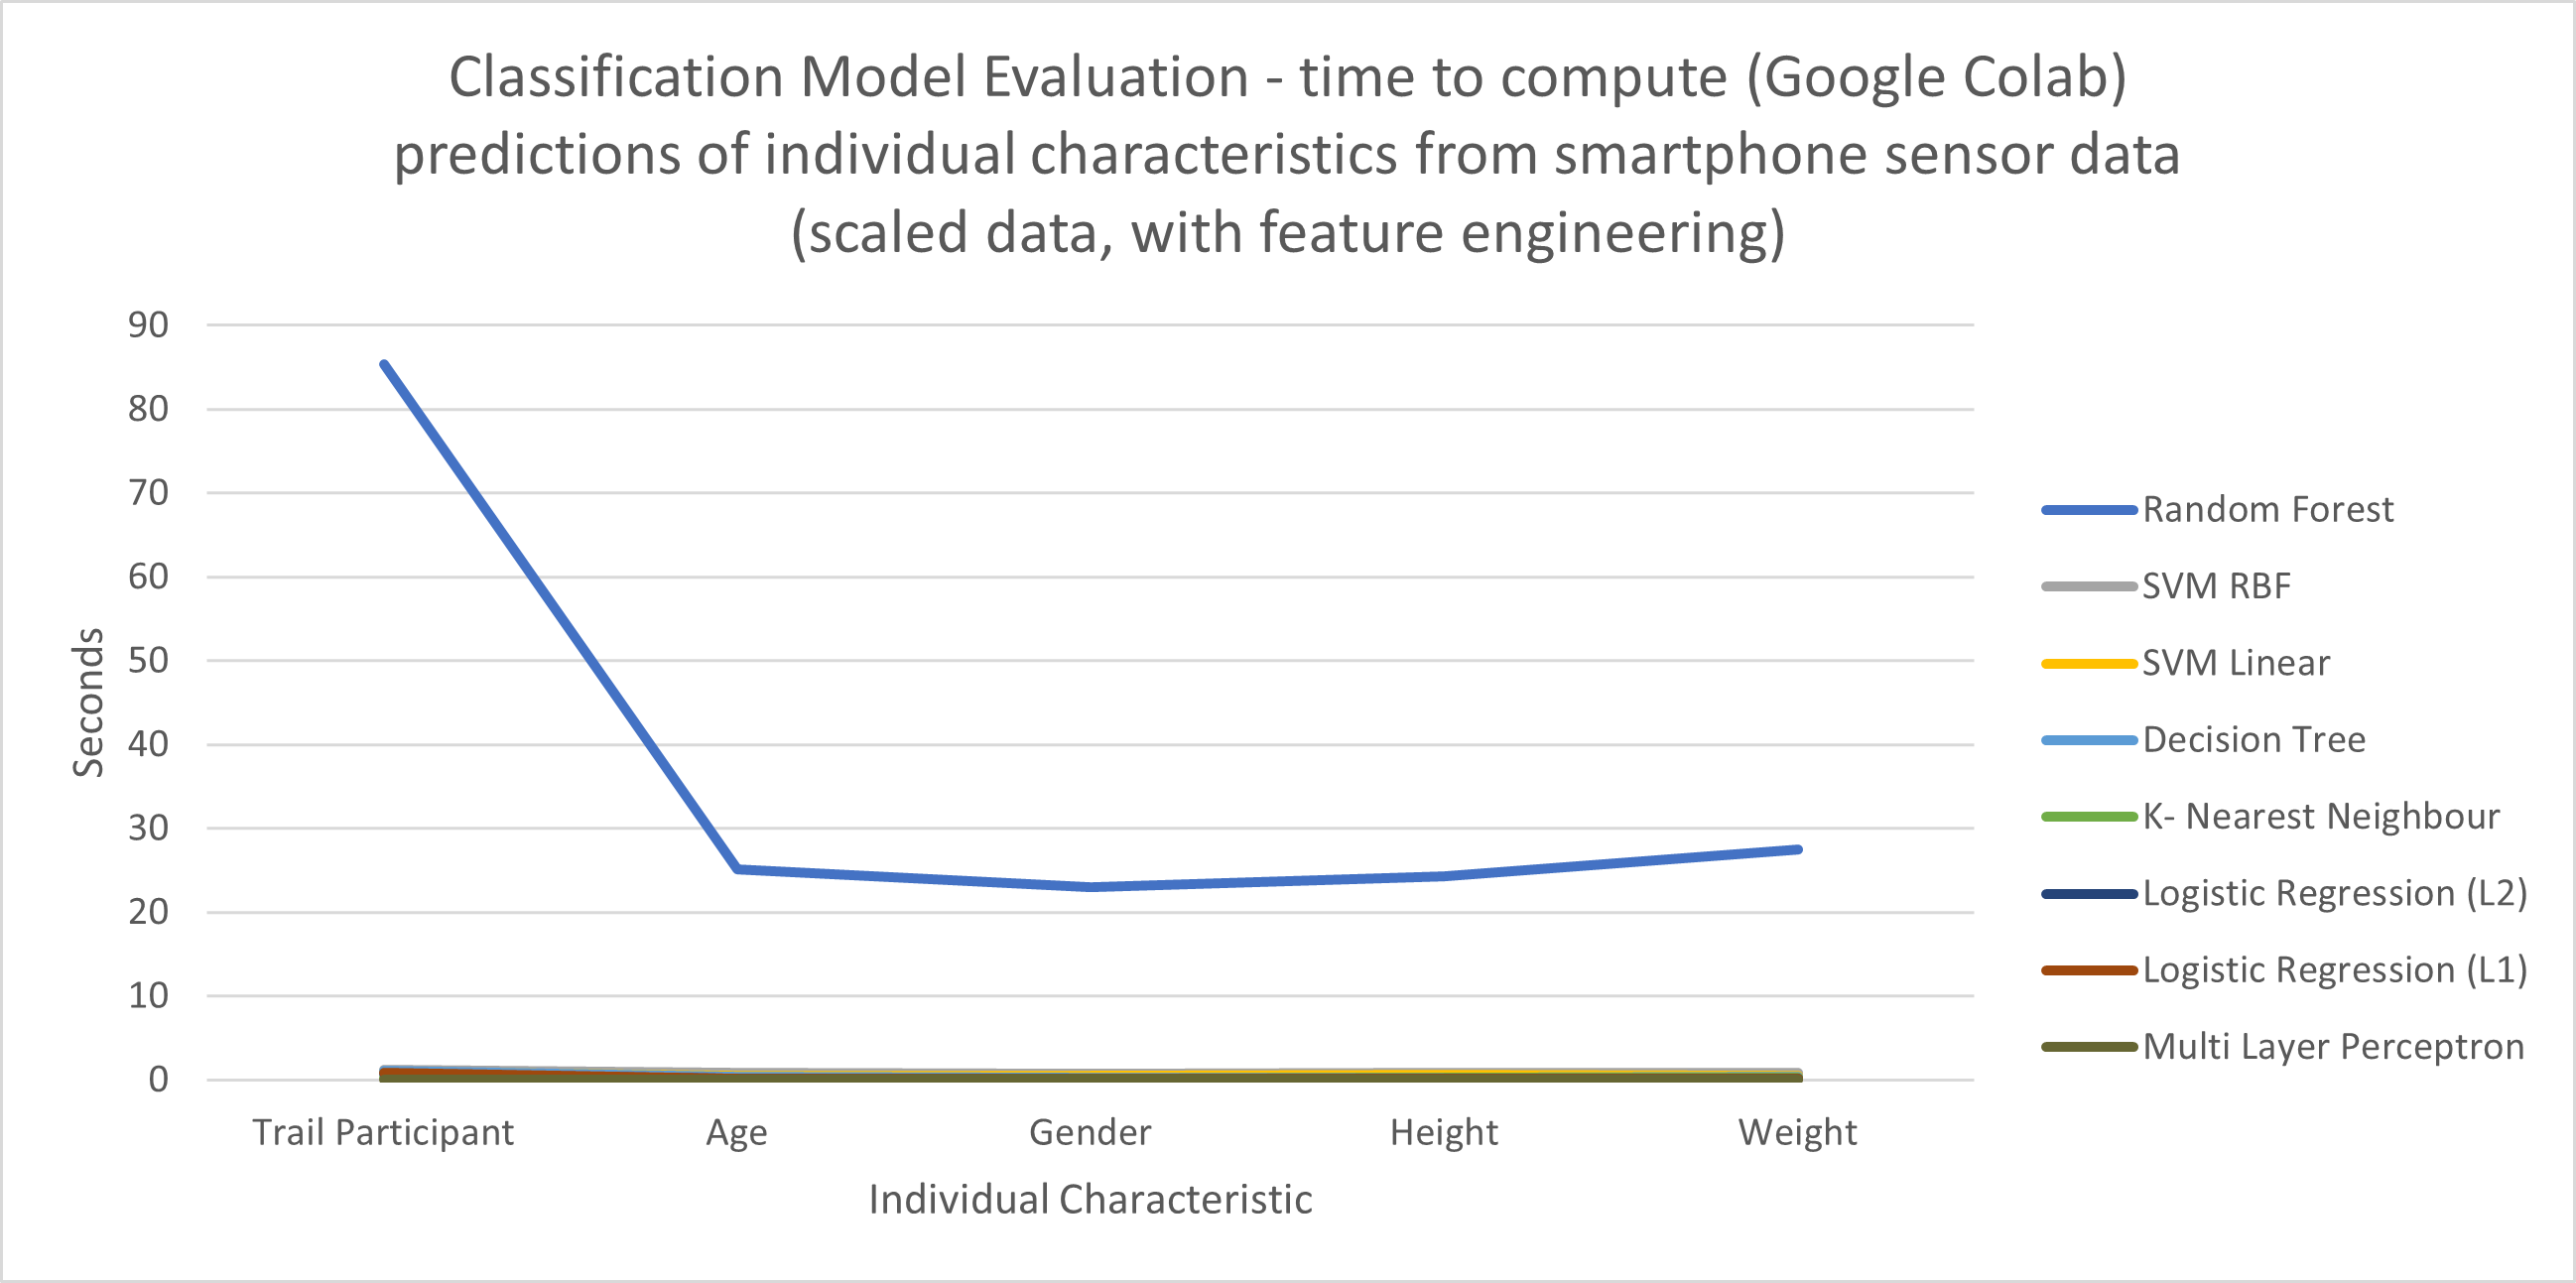 Classification Model Evaluation - time to compute (Google Colab)
predictions of individual characteristics from smartphone sensor data
(scaled data, with feature engineering)
90
80
70
60
50
40
30
20
10
0
Seconds
Trail Participant
Age
Gender
Height
Weight
Individual Characteristic
Random Forest
SVM RBF
SVM Linear
Decision Tree
K- Nearest Neighbour
Logistic Regression (L2)
Logistic Regression (L1)
Multi Layer Perceptron